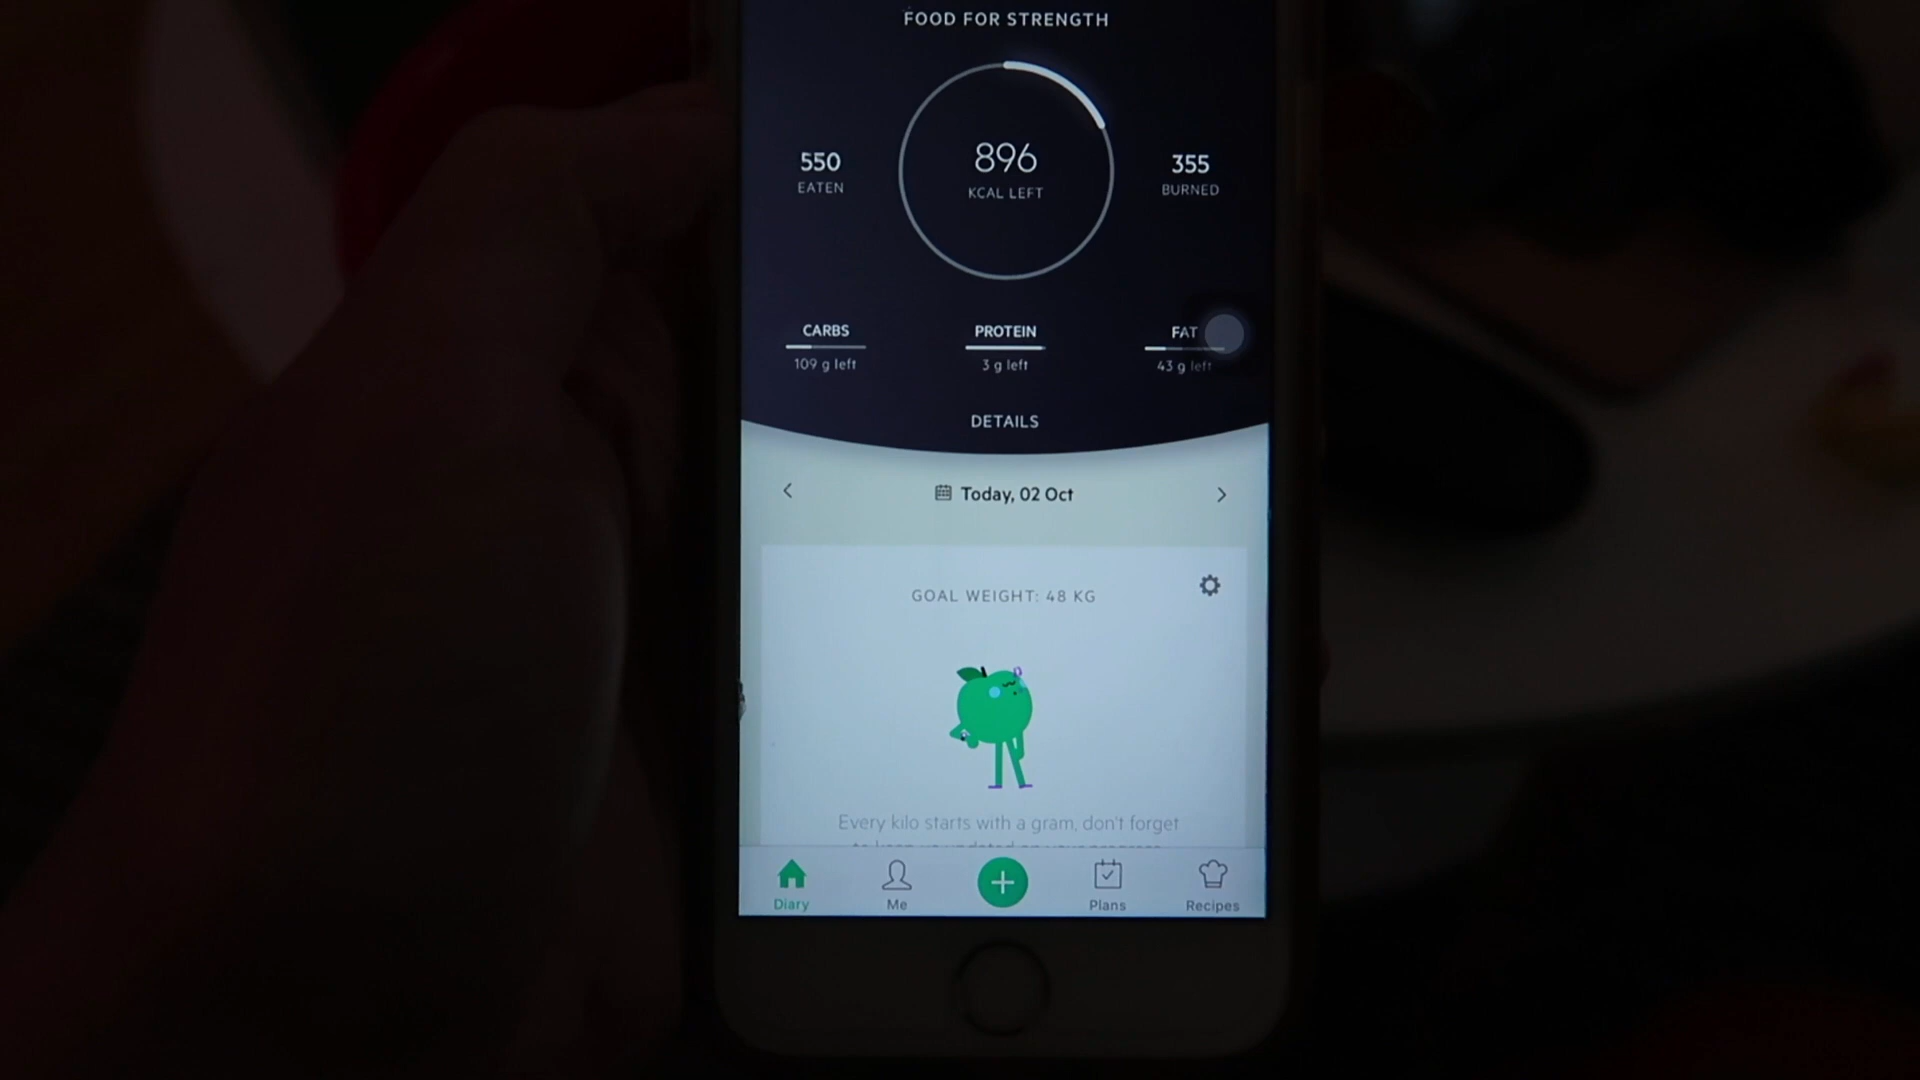 FOOD FOR STRENGTH
550
EATEN
896
KCAL LEFT
355
BURNED
CARBS
109 g left
PROTEIN
3 g left
FAT
43 g left
DETAILS
Today, 02 Oct
GOAL WEIGHT: 48 KG
Every kilo starts with a gram, don't forget
Diary
Me
Plans
Recipes